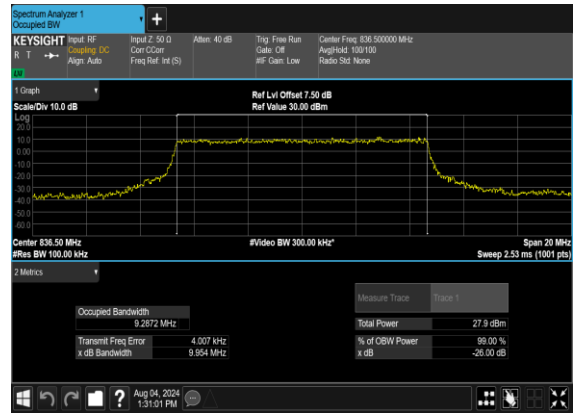 Spectrum Analyzer 1
Occupied BW
+
KEYSIGHT
R T
LXI
Input: RF
Coupling: DC
Align: Auto
Input Z: 50 Ω
Corr CCorr
Freq Ref: Int (S)
Atten: 40 dB
Trig: Free Run
Gate: Off
#IF Gain: Low
Center Freq: 836.500000 MHz
Avg|Hold: 100/100
Radio Std: None
1 Graph
Scale/Div 10.0 dB
Ref Lvl Offset 7.50 dB
Ref Value 30.00 dBm
Log
20.0
10.0
0.00
-10.0
-20.0
-30.0
-40.0
-50.0
-60.0
Center 836.50 MHz
#Res BW 100.00 kHz
#Video BW 300.00 kHz*
Span 20 MHz
Sweep 2.53 ms (1001 pts)
2 Metrics
Measure Trace Trace 1
Occupied Bandwidth
9.2872 MHz
Total Power 27.9 dBm
Transmit Freq Error 4.007 kHz
% of OBW Power 99.00 %
x dB Bandwidth 9.954 MHz
x dB -26.00 dB
?
Aug 04, 2024
1:31:01 PM